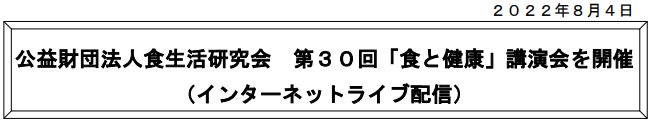 ２０２２年８月４日
公益財団法人食生活研究会　第３０回「食と健康」講演会を開催
（インターネットライブ配信）